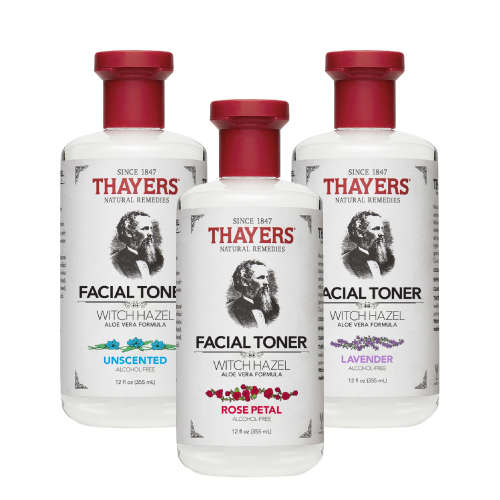 SINCE 1847
THAYERS®
NATURAL REMEDIES
FACIAL TONER
WITCH HAZEL
ALOE VERA FORMULA
UNSCENTED
ALCOHOL-FREE
12 fl oz (355 mL)
SINCE 1847
THAYERS®
NATURAL REMEDIES
FACIAL TONER
WITCH HAZEL
ALOE VERA FORMULA
ROSE PETAL
ALCOHOL-FREE
12 fl oz (355 mL)
SINCE 1847
THAYERS®
NATURAL REMEDIES
FACIAL TONER
WITCH HAZEL
ALOE VERA FORMULA
LAVENDER
ALCOHOL-FREE
12 fl oz (355 mL)